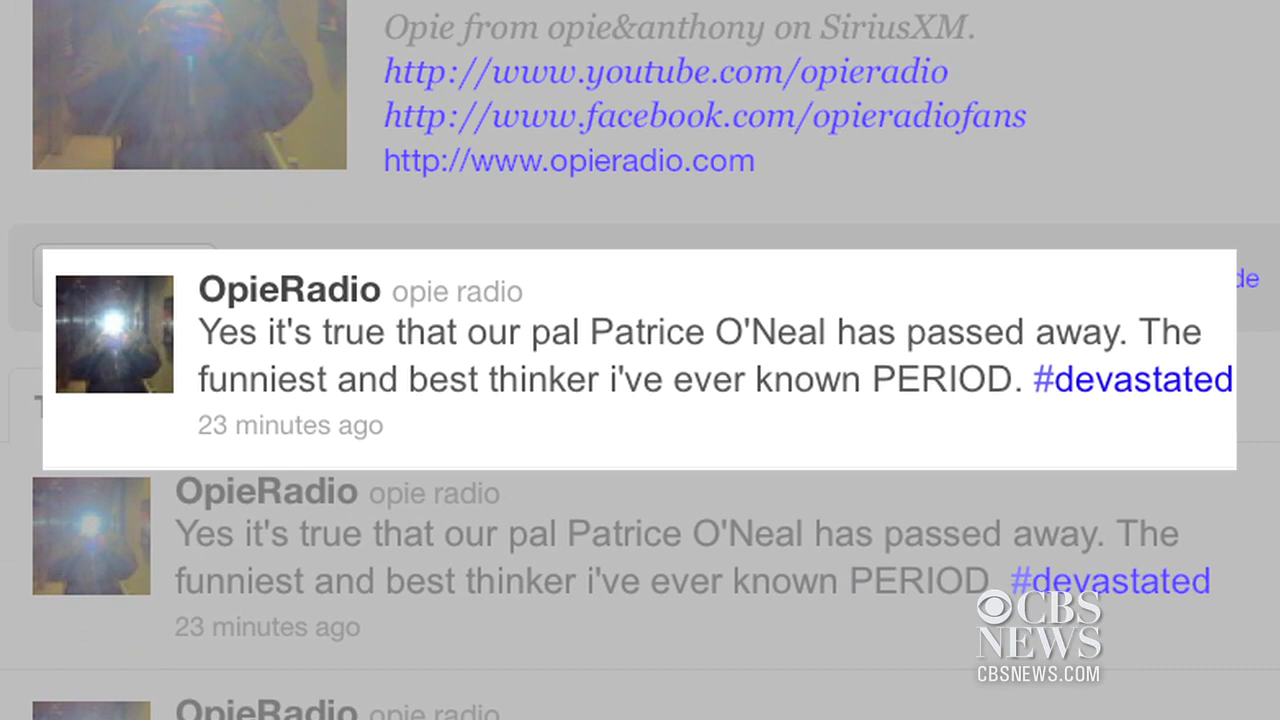 Opie from opie&anthony on SiriusXM.
http://www.youtube.com/opieradio
http://www.facebook.com/opieradiofans
http://www.opieradio.com
de
OpieRadio opie radio
Yes it's true that our pal Patrice O'Neal has passed away. The
funniest and best thinker i've ever known PERIOD. #devastated
23 minutes ago
T
OpieRadio opie radio
Yes it's true that our pal Patrice O'Neal has passed away. The
funniest and best thinker i've ever known PERIOD. #devastated
23 minutes ago
CBS
NEWS
CBSNEWS.COM
OpieRadio opie radio